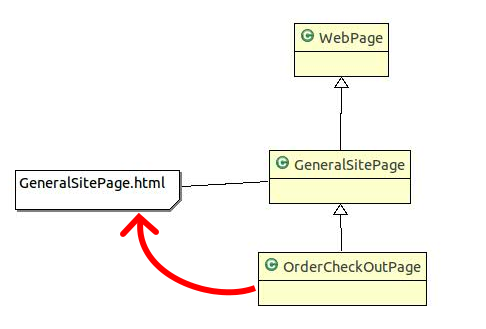 WebPage
GeneralSitePage
GeneralSitePage.html
OrderCheckOutPage